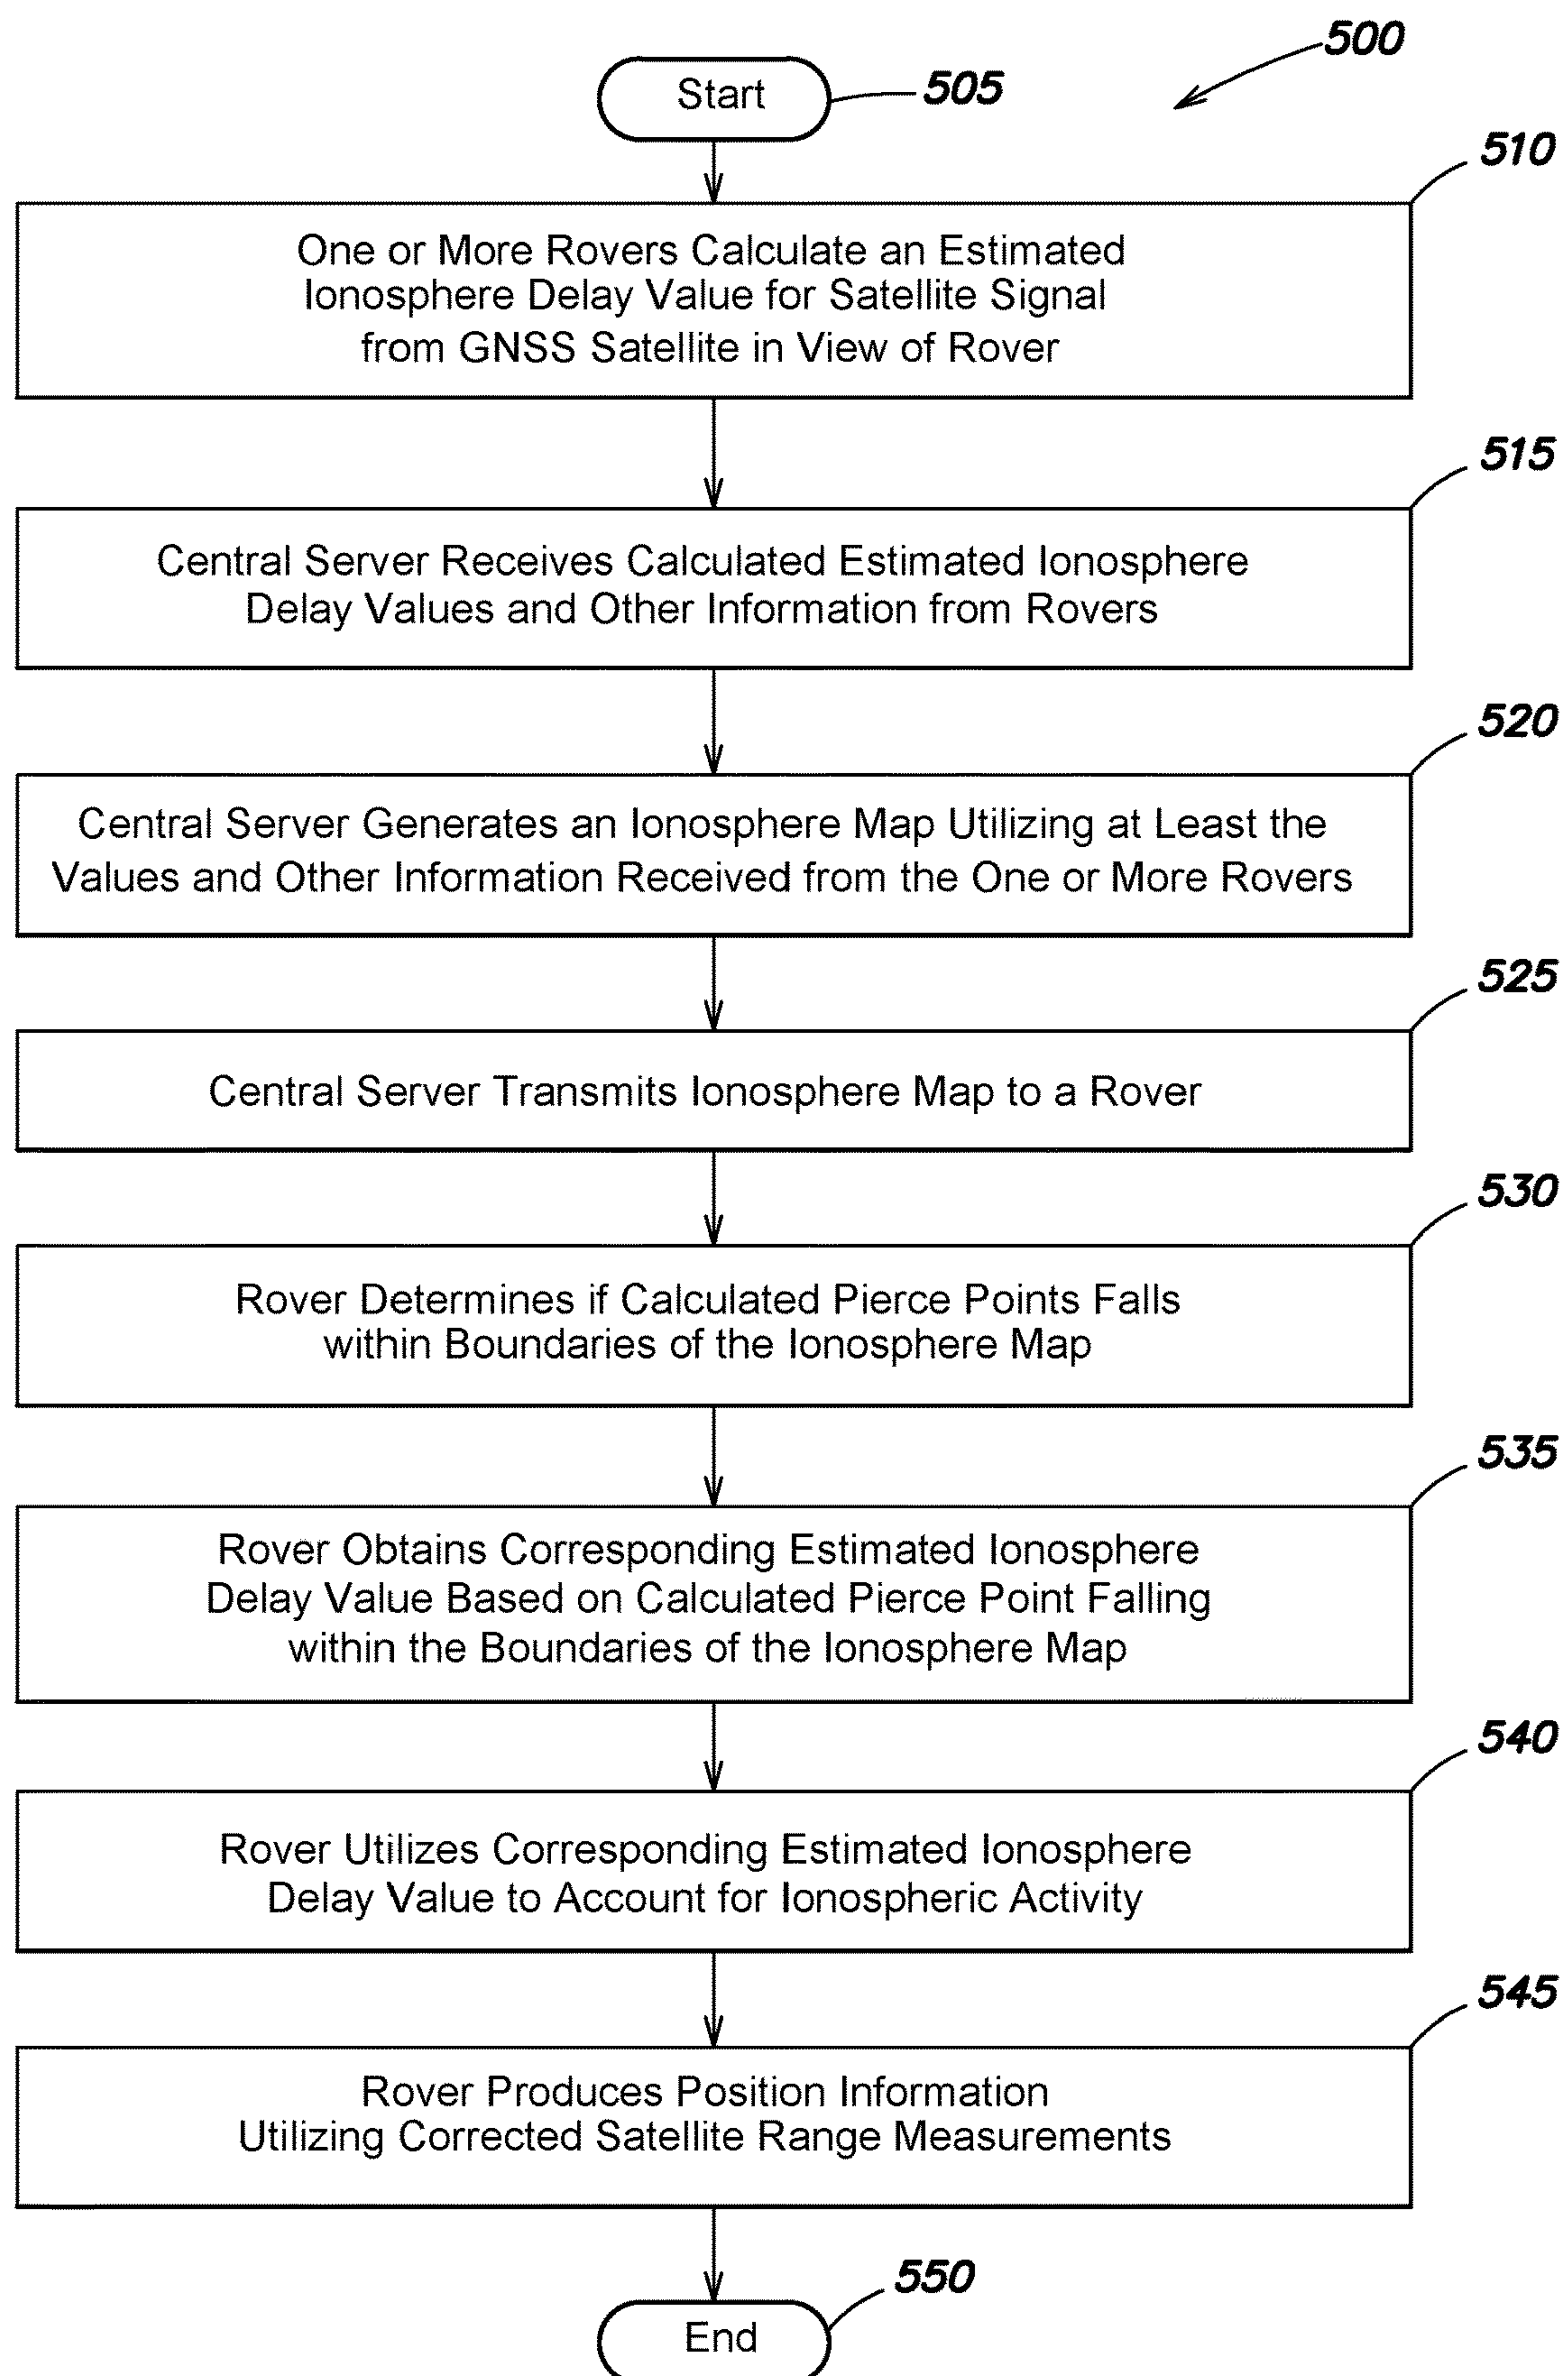 500
Start
505
510
One or More Rovers Calculate an Estimated
Ionosphere Delay Value for Satellite Signal
from GNSS Satellite in View of Rover
515
Central Server Receives Calculated Estimated Ionosphere
Delay Values and Other Information from Rovers
520
Central Server Generates an Ionosphere Map Utilizing at Least the
Values and Other Information Received from the One or More Rovers
525
Central Server Transmits Ionosphere Map to a Rover
530
Rover Determines if Calculated Pierce Points Falls
within Boundaries of the Ionosphere Map
535
Rover Obtains Corresponding Estimated Ionosphere
Delay Value Based on Calculated Pierce Point Falling
within the Boundaries of the Ionosphere Map
540
Rover Utilizes Corresponding Estimated Ionosphere
Delay Value to Account for Ionospheric Activity
545
Rover Produces Position Information
Utilizing Corrected Satellite Range Measurements
550
End